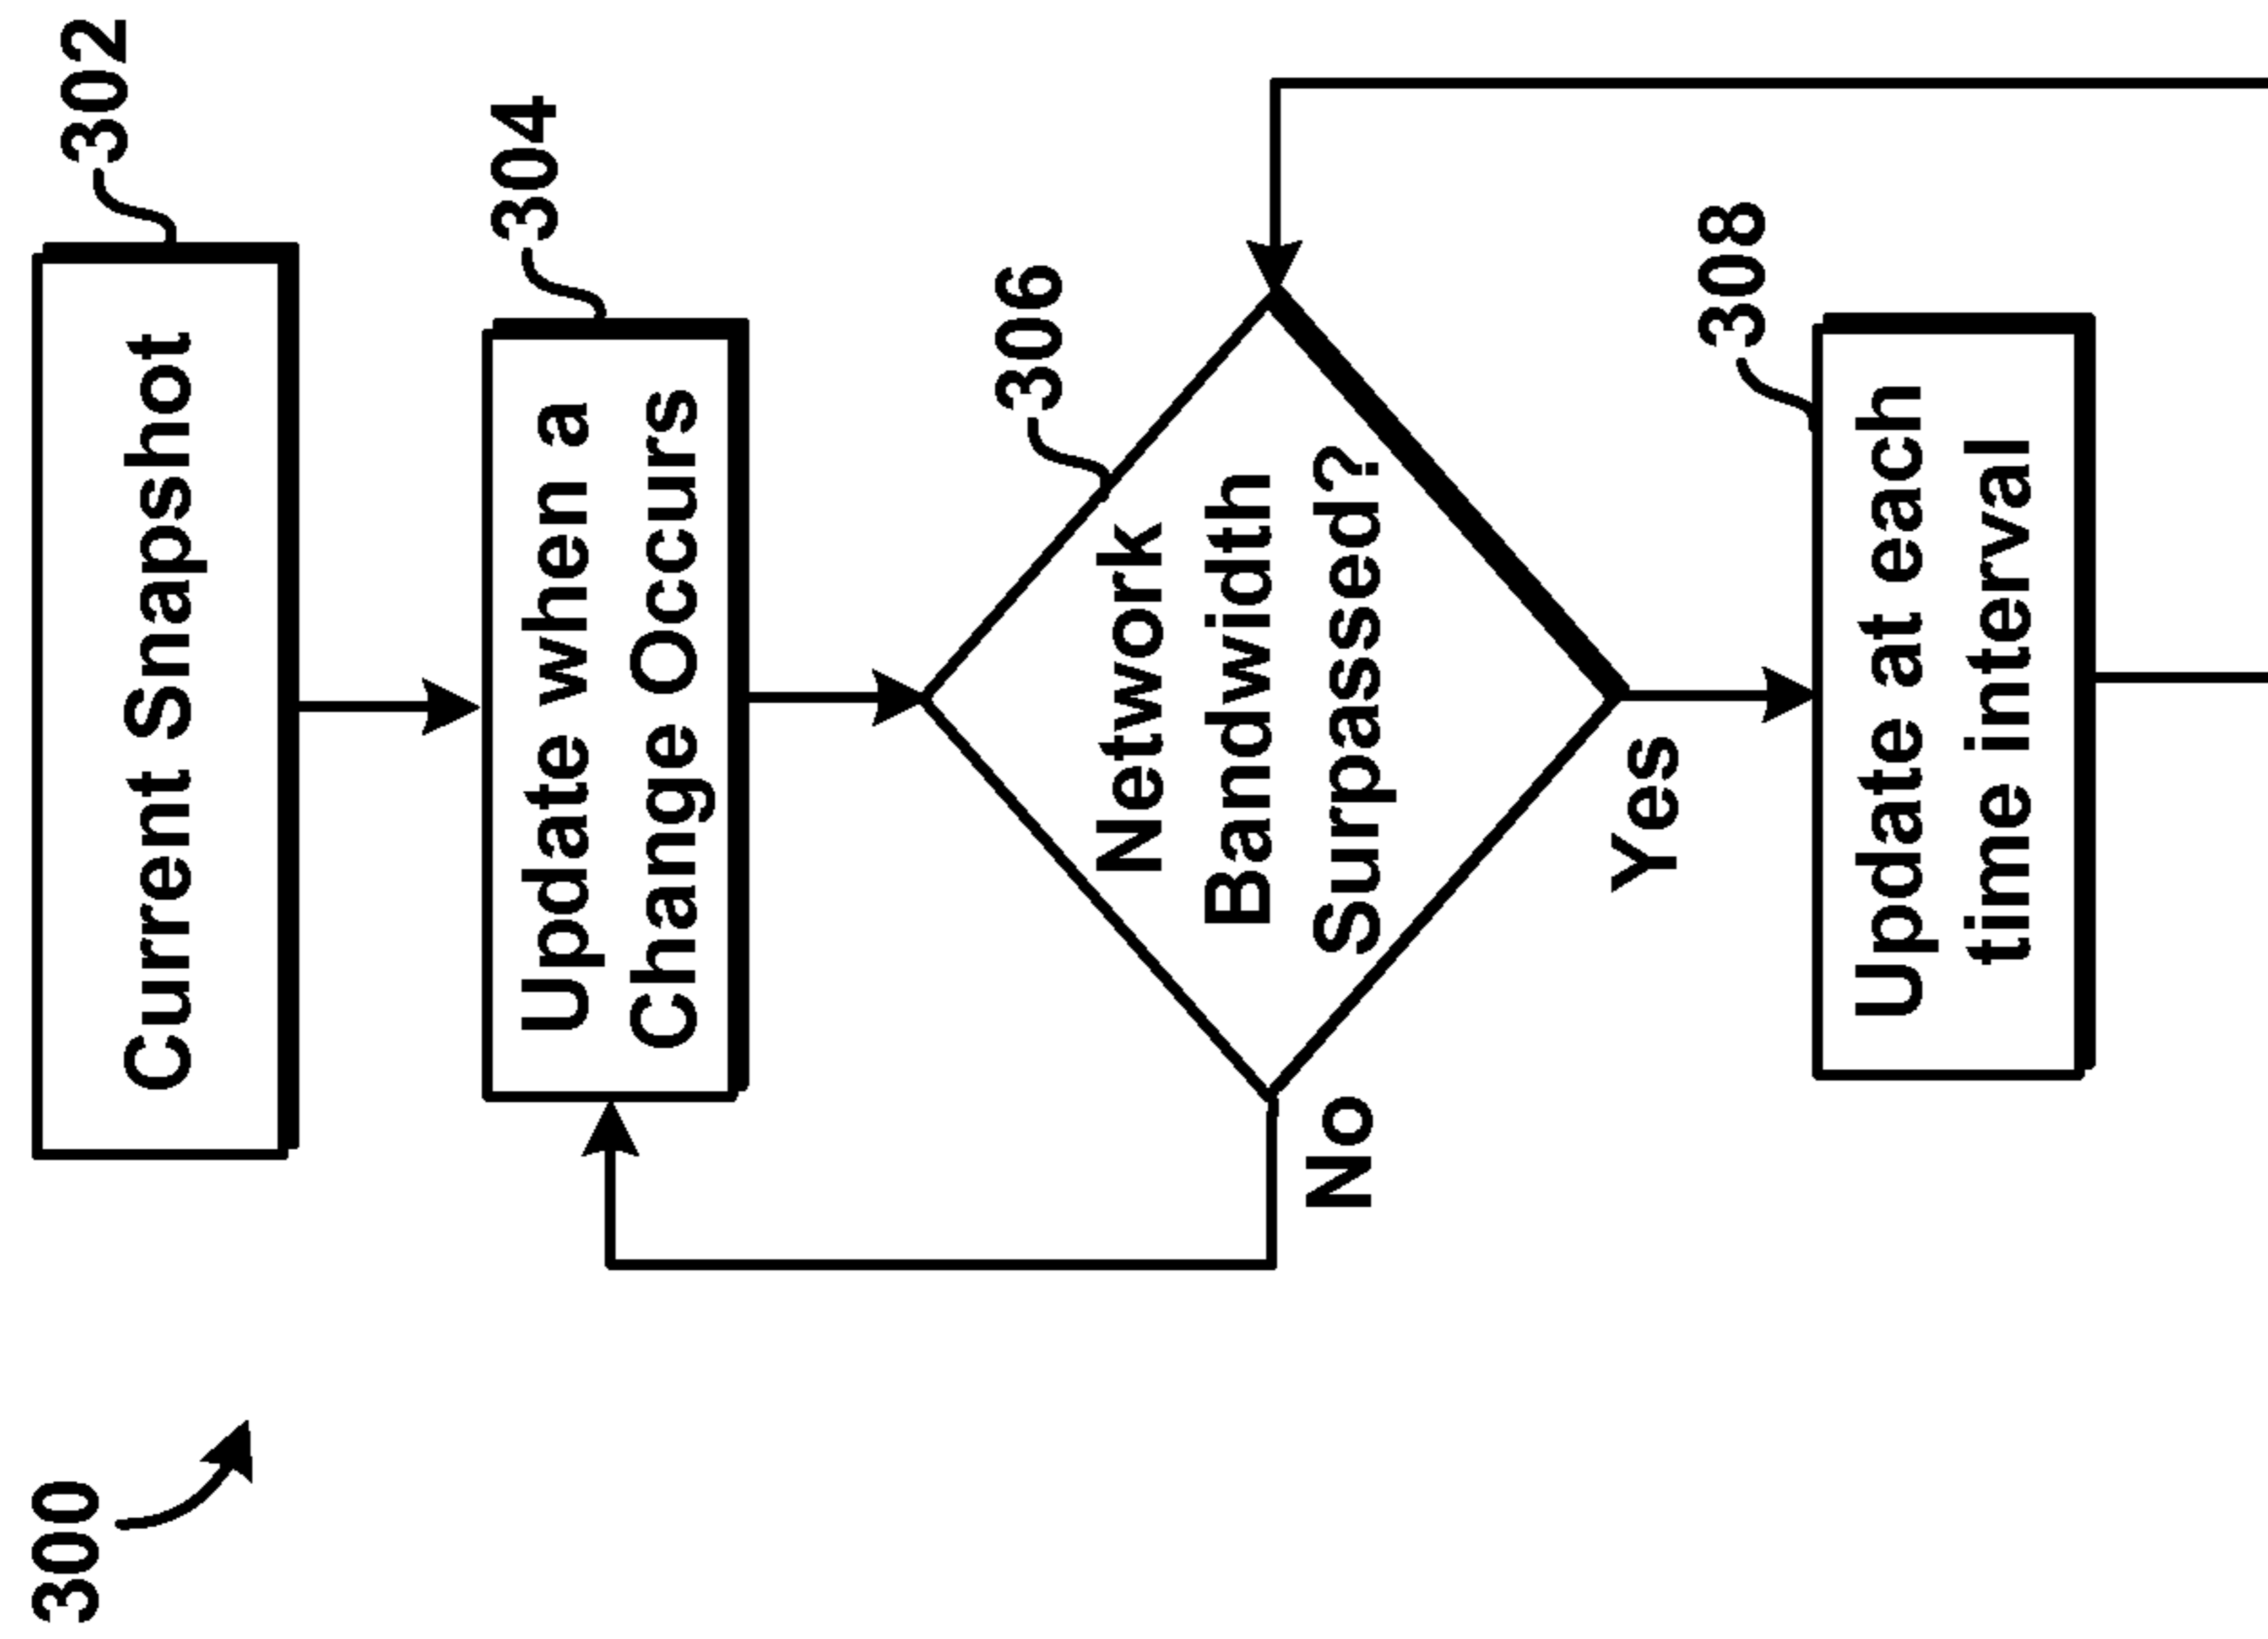 300
302
Current Snapshot
304
Update when a
Change Occurs
306
Network
Bandwidth
Surpassed?
No
Yes
308
Update at each
time interval